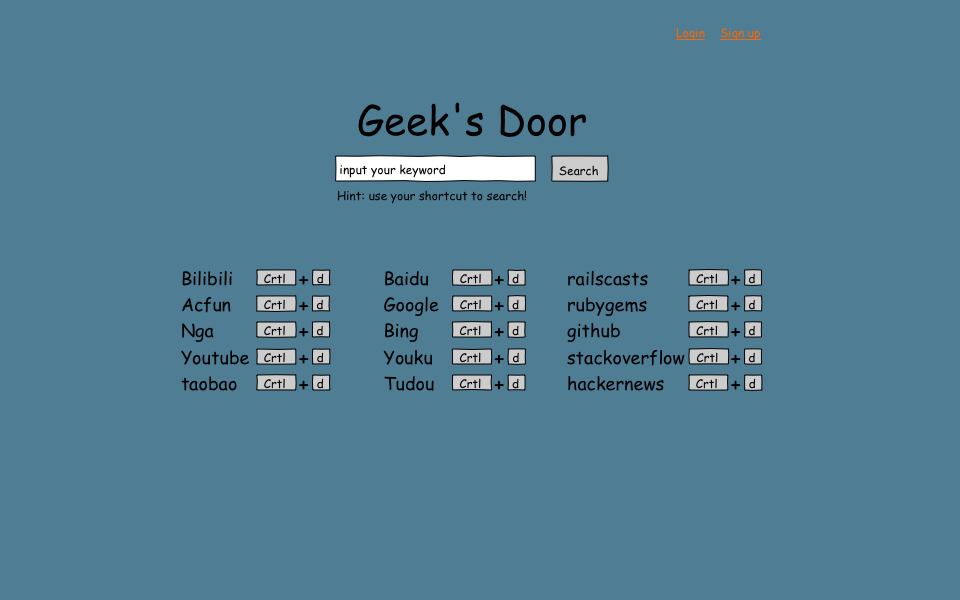 Login Sign up
Geek's Door
input your keyword Search
Hint: use your shortcut to search!
Bilibili Crtl + d Baidu Crtl + d railscasts Crtl + d
Acfun Crtl + d Google Crtl + d rubygems Crtl + d
Nga Crtl + d Bing Crtl + d github Crtl + d
Youtube Crtl + d Youku Crtl + d stackoverflow Crtl + d
taobao Crtl + d Tudou Crtl + d hackernews Crtl + d